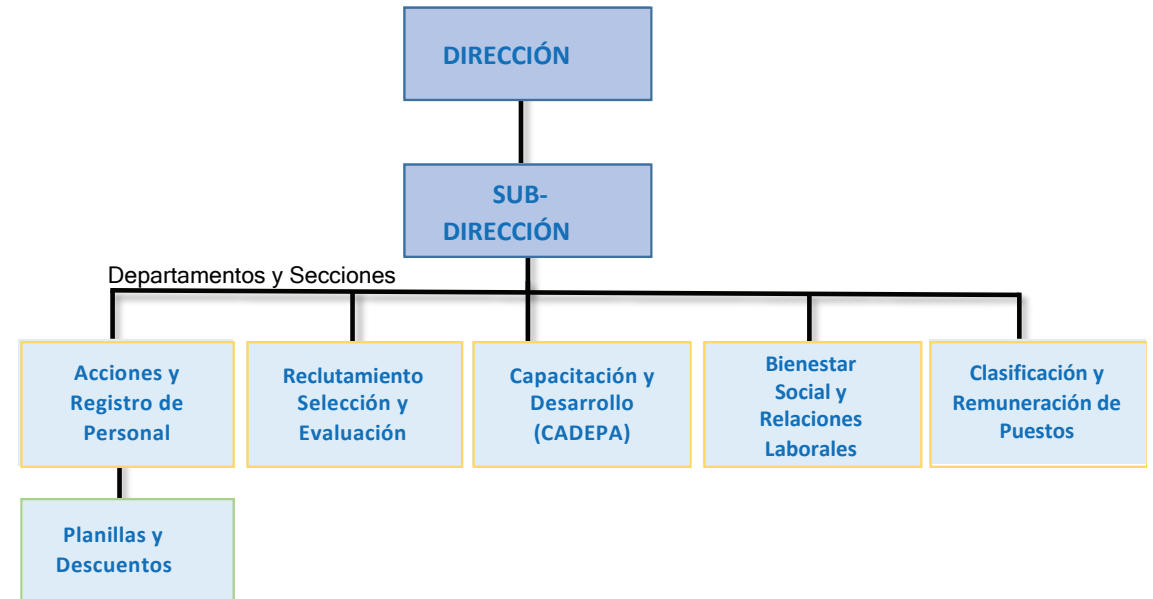 DIRECCIÓN
SUB-
DIRECCIÓN
Departamentos y Secciones
Acciones y
Registro de
Personal
Reclutamiento
Selección y
Evaluación
Capacitación y
Desarrollo
(CADEPA)
Bienestar
Social y
Relaciones
Laborales
Clasificación y
Remuneración de
Puestos
Planillas y
Descuentos